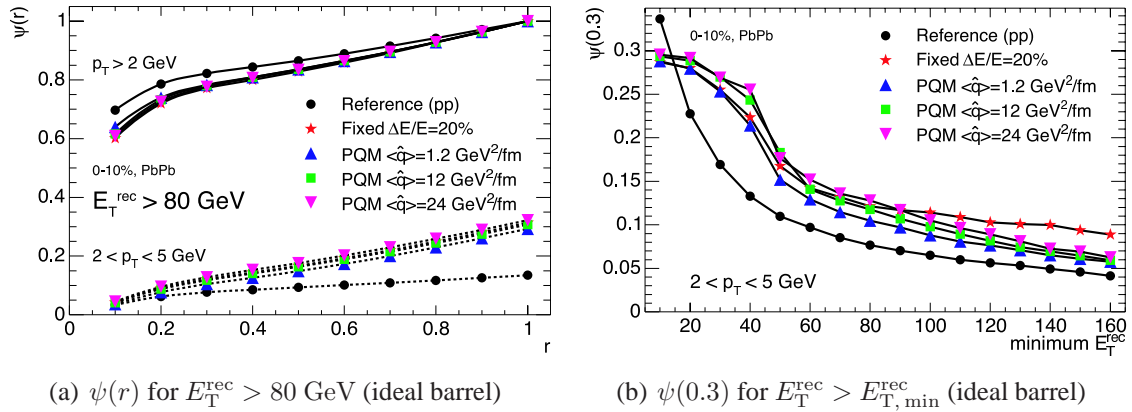 ψ(r)
1
0.8
0.6
0.4
0.2
0
0 0.2 0.4 0.6 0.8 1
r
p_T > 2 GeV
Reference (pp)
Fixed ΔE/E=20%
PQM <q̂>=1.2 GeV²/fm
PQM <q̂>=12 GeV²/fm
PQM <q̂>=24 GeV²/fm
0-10%, PbPb
E_T^rec > 80 GeV
2 < p_T < 5 GeV
(a) ψ(r) for E_T^rec > 80 GeV (ideal barrel)
ψ(0.3)
0.3
0.25
0.2
0.15
0.1
0.05
0
20 40 60 80 100 120 140 160
minimum E_T^rec
0-10%, PbPb
Reference (pp)
Fixed ΔE/E=20%
PQM <q̂>=1.2 GeV²/fm
PQM <q̂>=12 GeV²/fm
PQM <q̂>=24 GeV²/fm
2 < p_T < 5 GeV
(b) ψ(0.3) for E_T^rec > E_T, min^rec (ideal barrel)